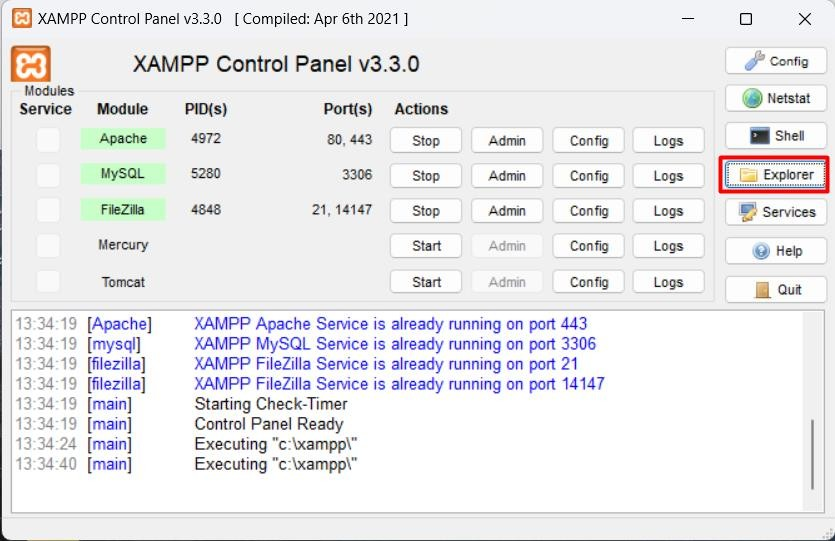 XAMPP Control Panel v3.3.0 [ Compiled: Apr 6th 2021 ]
XAMPP Control Panel v3.3.0
Config
Modules
Service Module PID(s) Port(s) Actions
Netstat
Apache 4972 80, 443 Stop Admin Config Logs
Shell
MySQL 5280 3306 Stop Admin Config Logs
Explorer
FileZilla 4848 21, 14147 Stop Admin Config Logs
Services
Mercury Start Admin Config Logs
Help
Tomcat Start Admin Config Logs
Quit
13:34:19 [Apache] XAMPP Apache Service is already running on port 443
13:34:19 [mysql] XAMPP MySQL Service is already running on port 3306
13:34:19 [filezilla] XAMPP FileZilla Service is already running on port 21
13:34:19 [filezilla] XAMPP FileZilla Service is already running on port 14147
13:34:19 [main] Starting Check-Timer
13:34:19 [main] Control Panel Ready
13:34:24 [main] Executing "c:\xampp\"
13:34:40 [main] Executing "c:\xampp\"